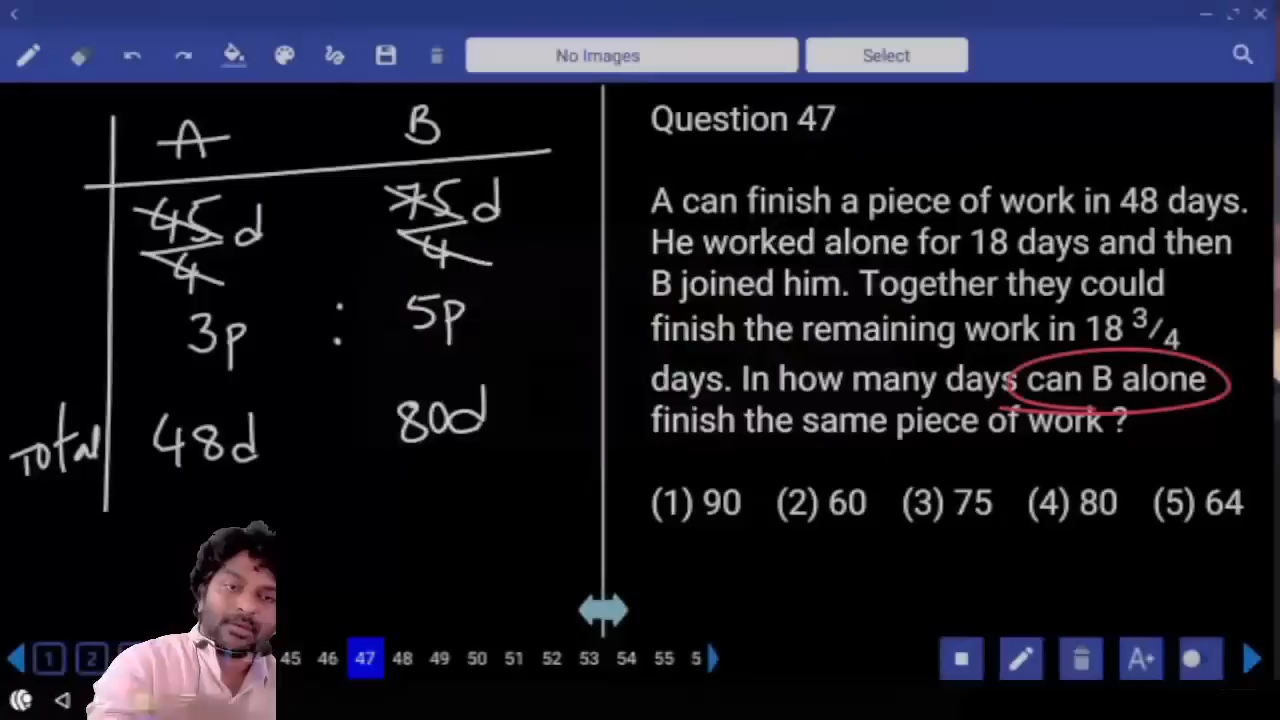 No Images
Select
A B
45/4 d 75/4 d
3p : 5p
Total 48d 80d
Question 47
A can finish a piece of work in 48 days.
He worked alone for 18 days and then
B joined him. Together they could
finish the remaining work in 18 3/4
days. In how many days can B alone
finish the same piece of work ?
(1) 90 (2) 60 (3) 75 (4) 80 (5) 64
1 2 45 46 47 48 49 50 51 52 53 54 55 5
A+